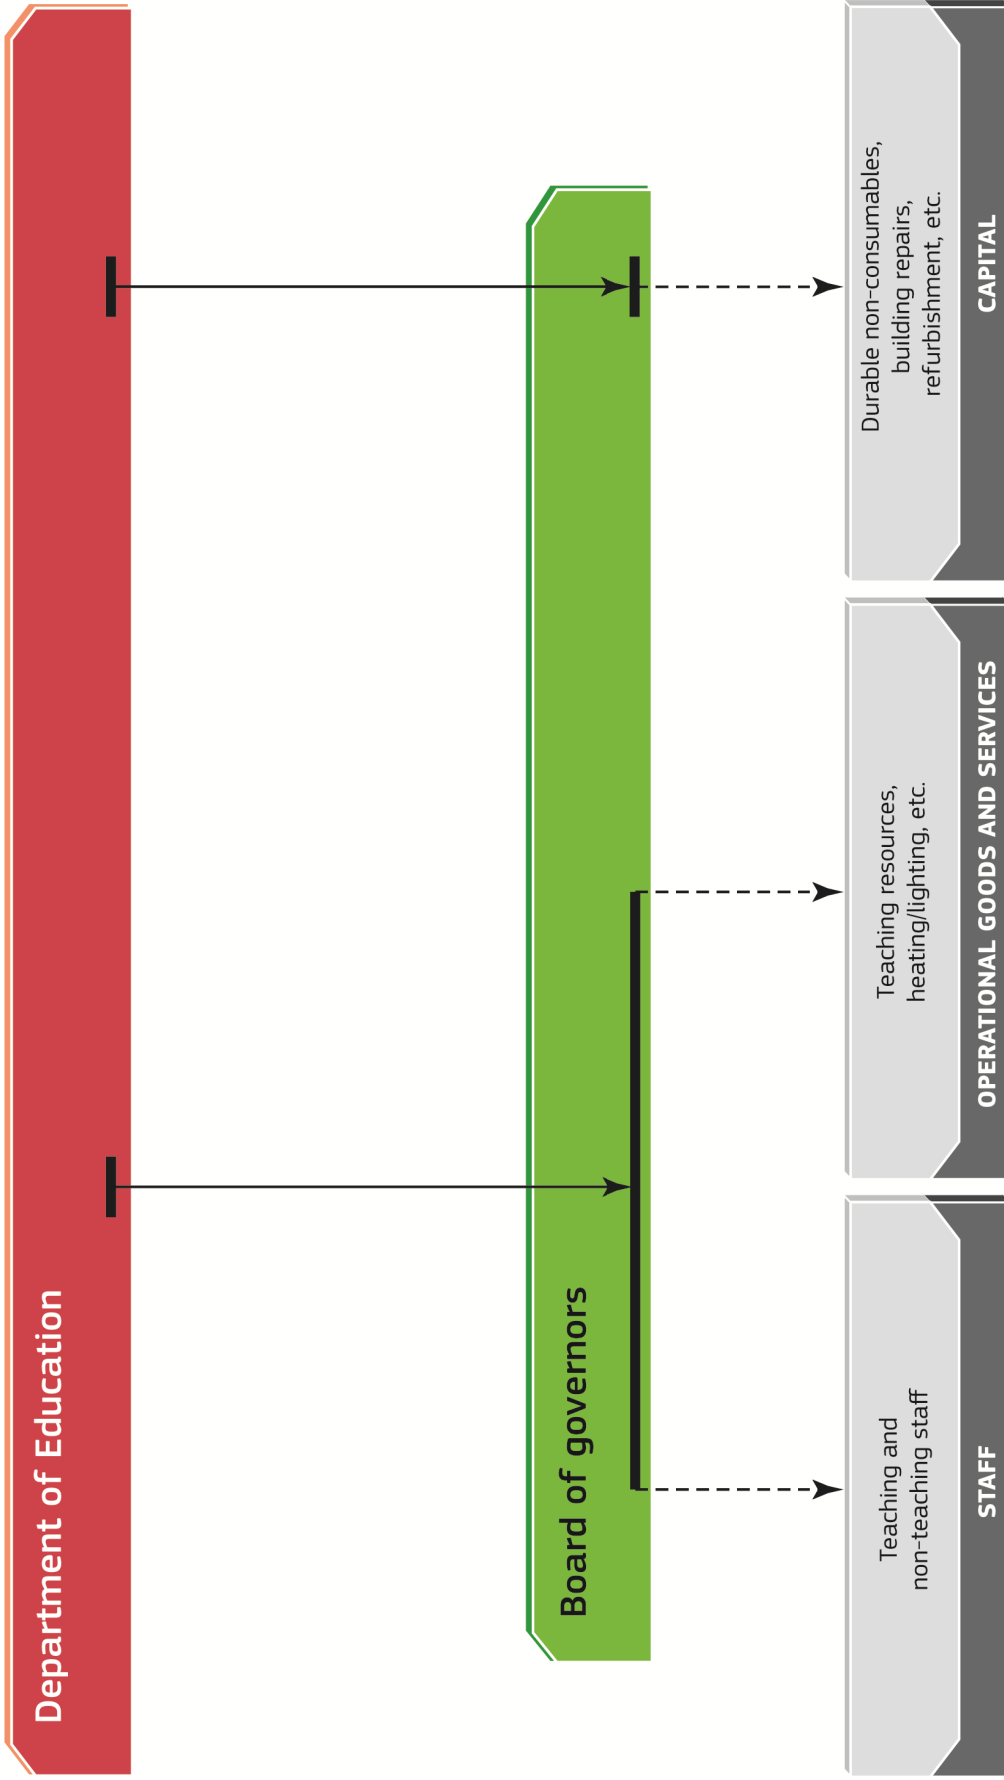 Department of Education
Board of governors
Teaching and
non-teaching staff
STAFF
Teaching resources,
heating/lighting, etc.
OPERATIONAL GOODS AND SERVICES
Durable non-consumables,
building repairs,
refurbishment, etc.
CAPITAL